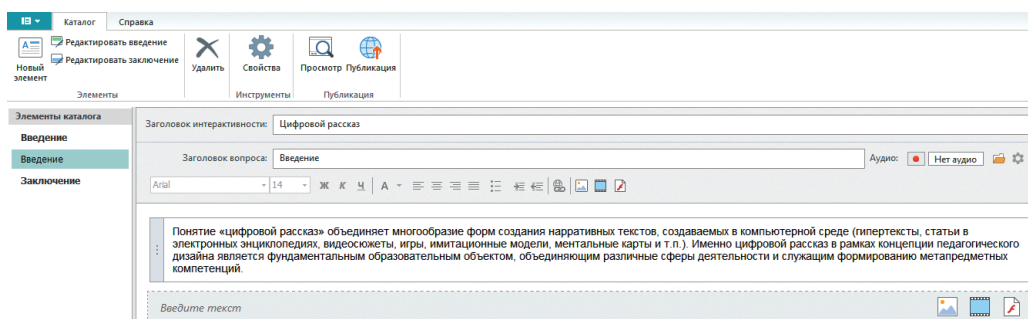 Каталог Справка
Новый элемент
Редактировать введение
Редактировать заключение
Удалить
Свойства
Просмотр Публикация
Элементы Инструменты Публикация
Элементы каталога
Введение
Введение
Заключение
Заголовок интерактивности: Цифровой рассказ
Заголовок вопроса: Введение Аудио: Нет аудио
Arial 14 Ж К Ч А
Понятие «цифровой рассказ» объединяет многообразие форм создания нарративных текстов, создаваемых в компьютерной среде (гипертексты, статьи в
электронных энциклопедиях, видеосюжеты, игры, имитационные модели, ментальные карты и т.п.). Именно цифровой рассказ в рамках концепции педагогического
дизайна является фундаментальным образовательным объектом, объединяющим различные сферы деятельности и служащим формированию метапредметных
компетенций.
Введите текст